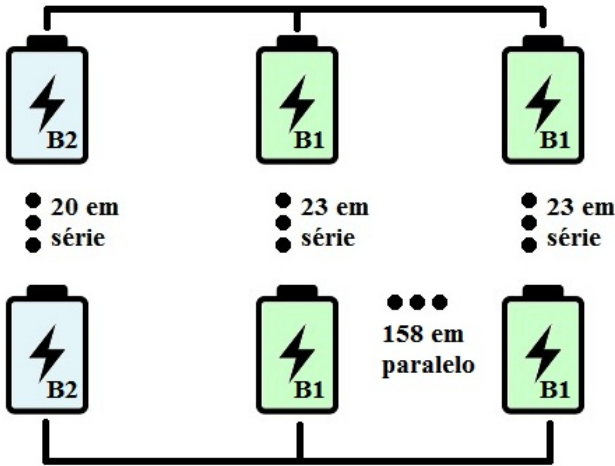 B2
B1
B1
20 em
série
23 em
série
23 em
série
158 em
paralelo
B2
B1
B1